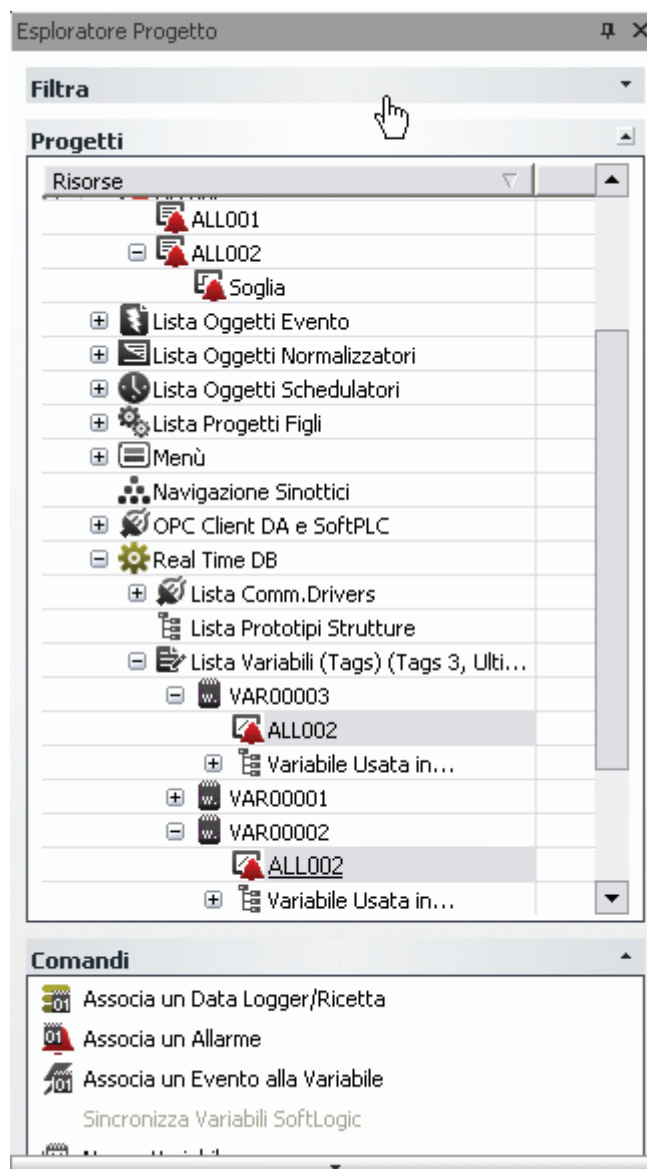 Esploratore Progetto
Filtra
Progetti
Risorse
ALL001
ALL002
Soglia
Lista Oggetti Evento
Lista Oggetti Normalizzatori
Lista Oggetti Schedulatori
Lista Progetti Figli
Menù
Navigazione Sinottici
OPC Client DA e SoftPLC
Real Time DB
Lista Comm.Drivers
Lista Prototipi Strutture
Lista Variabili (Tags) (Tags 3, Ulti...
VAR00003
ALL002
Variabile Usata in...
VAR00001
VAR00002
ALL002
Variabile Usata in...
Comandi
Associa un Data Logger/Ricetta
Associa un Allarme
Associa un Evento alla Variabile
Sincronizza Variabili SoftLogic